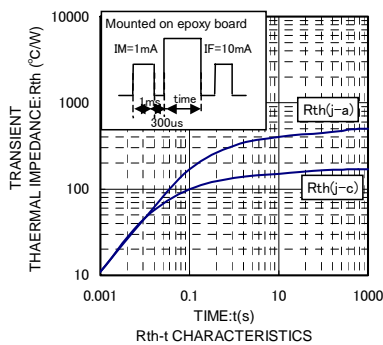 10000
Mounted on epoxy board
IM=1mA IF=10mA
1ms time
300us
1000
Rth(j-a)
Rth(j-c)
100
10
0.001 0.1 10 1000
TRANSIENT
THAERMAL IMPEDANCE:Rth (℃/W)
TIME:t(s)
Rth-t CHARACTERISTICS